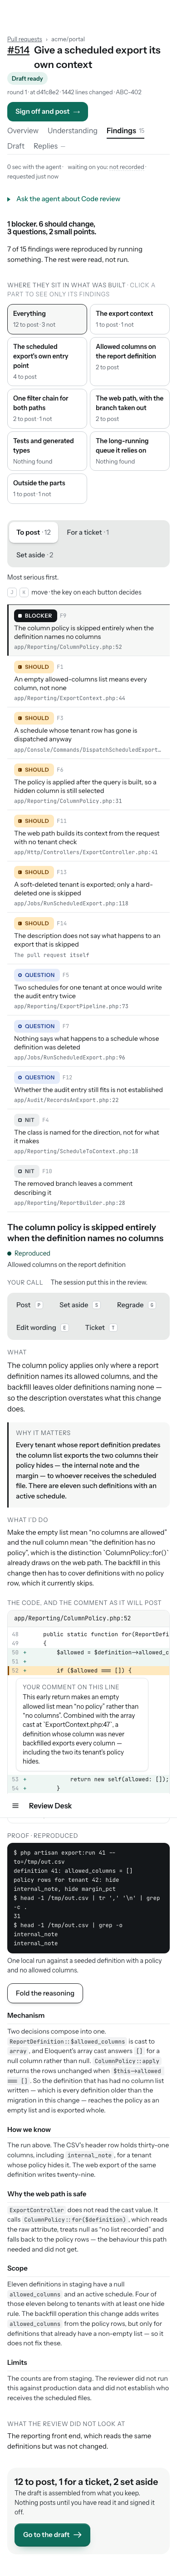 Pull requests › acme/portal
#514 Give a scheduled export its
own context
Draft ready
round 1 · at d4fc8e2 · 1442 lines changed · ABC-402
Sign off and post →
Overview Understanding Findings 15
Draft Replies —
0 sec with the agent · waiting on you: not recorded ·
requested just now
Ask the agent about Code review
1 blocker. 6 should change,
3 questions, 2 small points.
7 of 15 findings were reproduced by running
something. The rest were read, not run.
WHERE THEY SIT IN WHAT WAS BUILT · CLICK A
PART TO SEE ONLY ITS FINDINGS
Everything
12 to post · 3 not
The export context
1 to post · 1 not
The scheduled
export's own entry
point
4 to post
Allowed columns on
the report definition
2 to post
One filter chain for
both paths
2 to post · 1 not
The web path, with the
branch taken out
2 to post
Tests and generated
types
Nothing found
The long-running
queue it relies on
Nothing found
Outside the parts
1 to post · 1 not
To post · 12 For a ticket · 1
Set aside · 2
Most serious first.
J K move · the key on each button decides
BLOCKER F9
The column policy is skipped entirely when the
definition names no columns
app/Reporting/ColumnPolicy.php:52
SHOULD F1
An empty allowed-columns list means every
column, not none
app/Reporting/ExportContext.php:44
SHOULD F3
A schedule whose tenant row has gone is
dispatched anyway
app/Console/Commands/DispatchScheduledExport…
SHOULD F6
The policy is applied after the query is built, so a
hidden column is still selected
app/Reporting/ColumnPolicy.php:31
SHOULD F11
The web path builds its context from the request
with no tenant check
app/Http/Controllers/ExportController.php:61
SHOULD F13
A soft-deleted tenant is exported; only a hard-
deleted one is skipped
app/Jobs/RunScheduledExport.php:118
SHOULD F14
The description does not say what happens to an
export that is skipped
The pull request itself
QUESTION F5
Two schedules for one tenant at once would write
the audit entry twice
app/Reporting/ExportPipeline.php:73
QUESTION F7
Nothing says what happens to a schedule whose
definition was deleted
app/Jobs/RunScheduledExport.php:96
QUESTION F12
Whether the audit entry still fits is not established
app/Audit/RecordsAnExport.php:22
NIT F4
The class is named for the direction, not for what
it makes
app/Reporting/ScheduleToContext.php:18
NIT F10
The removed branch leaves a comment
describing it
app/Reporting/ReportBuilder.php:28
The column policy is skipped entirely
when the definition names no columns
Reproduced
Allowed columns on the report definition
YOUR CALL The session put this in the review.
Post P Set aside S Regrade G
Edit wording E Ticket T
WHAT
The column policy applies only where a report
definition names its allowed columns, and the
backfill leaves older definitions naming none —
so the description overstates what this change
does.
WHY IT MATTERS
Every tenant whose report definition predates
the column list exports the two columns their
policy hides — the internal note and the
margin — to whoever receives the scheduled
file. There are eleven such definitions with an
active schedule.
WHAT I'D DO
Make the empty list mean "no columns are allowed"
and the null column mean "the definition has no
policy", which is the distinction `ColumnPolicy::for()`
already draws on the web path. The backfill in this
change then has to cover definitions with no policy
row, which it currently skips.
THE CODE, AND THE COMMENT AS IT WILL POST
app/Reporting/ColumnPolicy.php:52
48 public static function for(ReportDefi
49 {
50 + $allowed = $definition->allowed_c
51 +
52 + if ($allowed === []) {
YOUR COMMENT ON THIS LINE
This early return makes an empty
allowed list mean "no policy" rather than
"no columns". Combined with the array
cast at `ExportContext.php:47`, a
definition whose column was never
backfilled exports every column —
including the two its tenant's policy
hides.
53 + return new self(allowed: []);
54 + }
Review Desk
PROOF · REPRODUCED
$ php artisan export:run 41 --
to=/tmp/out.csv
definition 41: allowed_columns = []
policy rows for tenant 42: hide
internal_note, hide margin_pct
$ head -1 /tmp/out.csv | tr ',' '\n' | grep
-c .
31
$ head -1 /tmp/out.csv | grep -o
internal_note
internal_note
One local run against a seeded definition with a policy
and no allowed columns.
Fold the reasoning
Mechanism
Two decisions compose into one.
ReportDefinition::$allowed_columns is cast to
array, and Eloquent's array cast answers [] for a
null column rather than null. ColumnPolicy::apply
returns the rows unchanged when $this->allowed
=== []. So the definition that has had no column list
written — which is every definition older than the
migration in this change — reaches the policy as an
empty list and is exported whole.
How we know
The run above. The CSV's header row holds thirty-one
columns, including internal_note, for a tenant
whose policy hides it. The web export of the same
definition writes twenty-nine.
Why the web path is safe
ExportController does not read the cast value. It
calls ColumnPolicy::for($definition), which reads
the raw attribute, treats null as "no list recorded" and
falls back to the policy rows — the behaviour this path
needed and did not get.
Scope
Eleven definitions in staging have a null
allowed_columns and an active schedule. Four of
those eleven belong to tenants with at least one hide
rule. The backfill operation this change adds writes
allowed_columns from the policy rows, but only for
definitions that already have a non-empty list — so it
does not fix these.
Limits
The counts are from staging. The reviewer did not run
this against production data and did not establish who
receives the scheduled files.
WHAT THE REVIEW DID NOT LOOK AT
The reporting front end, which reads the same
definitions but was not changed.
12 to post, 1 for a ticket, 2 set aside
The draft is assembled from what you keep.
Nothing posts until you have read it and signed it
off.
Go to the draft →